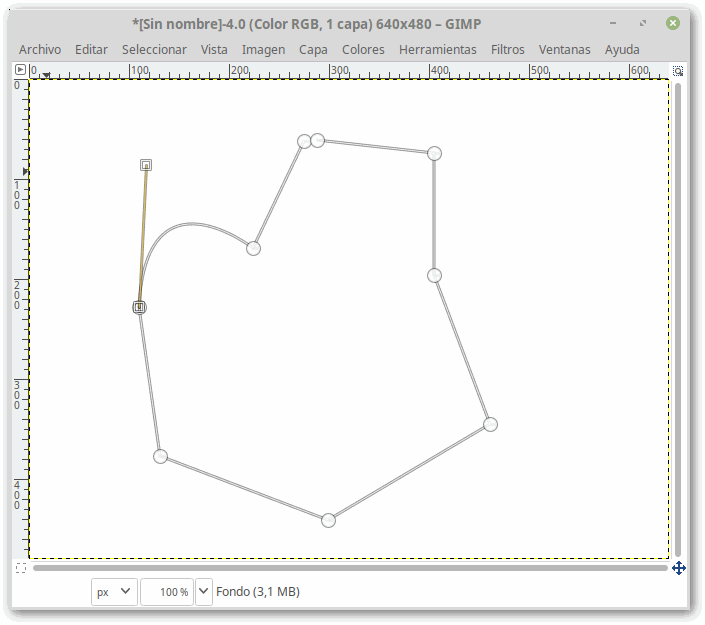 *[Sin nombre]-4.0 (Color RGB, 1 capa) 640x480 – GIMP
Archivo Editar Seleccionar Vista Imagen Capa Colores Herramientas Filtros Ventanas Ayuda
0 100 200 300 400 500 600
0
100
200
300
400
px 100 % Fondo (3,1 MB)